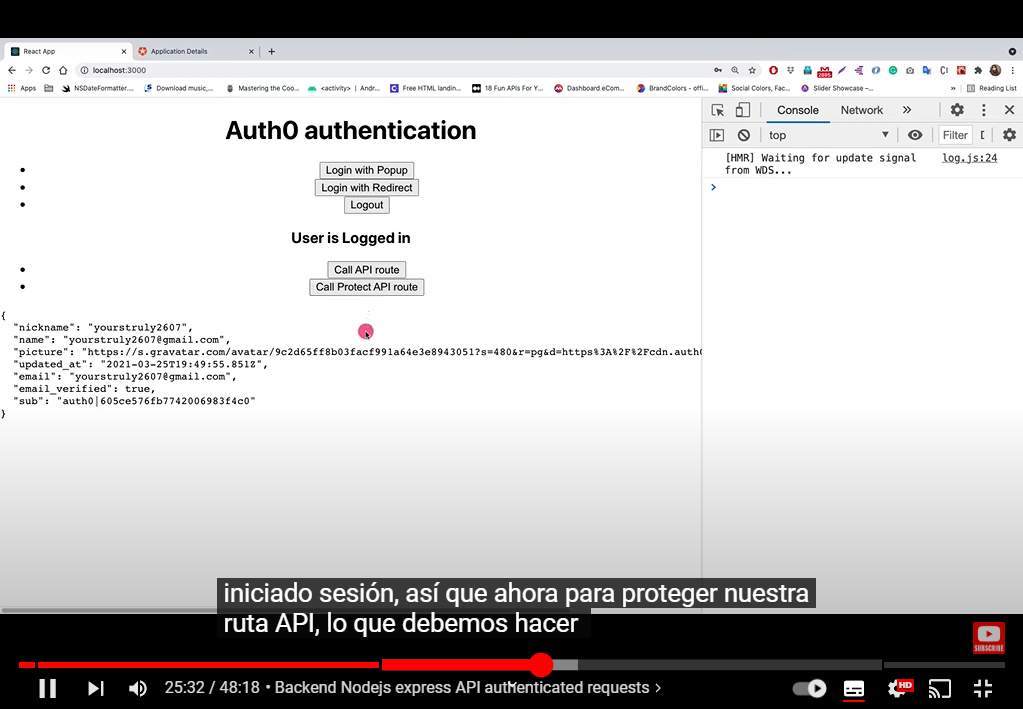 React App
Application Details
localhost:3000
Apps
NSDateFormatter....
Download music,...
Mastering the Coo...
<activity> | Andr...
Free HTML landin...
18 Fun APIs For Y...
Dashboard eCom...
BrandColors - offi...
Social Colors, Fac...
Slider Showcase -...
»
Reading List
Auth0 authentication
Login with Popup
Login with Redirect
Logout
User is Logged in
Call API route
Call Protect API route
{
"nickname": "yourstruly2607",
"name": "yourstruly2607@gmail.com",
"picture": "https://s.gravatar.com/avatar/9c2d65ff8b03facf991a64e3e8943051?s=480&r=pg&d=https%3A%2F%2Fcdn.auth0
"updated_at": "2021-03-25T19:49:55.851Z",
"email": "yourstruly2607@gmail.com",
"email_verified": true,
"sub": "auth0|605ce576fb7742006983f4c0"
}
Console
Network
»
top
Filter
[HMR] Waiting for update signal
from WDS...
log.js:24
iniciado sesión, así que ahora para proteger nuestra
ruta API, lo que debemos hacer
SUBSCRIBE
25:32 / 48:18 • Backend Nodejs express API authenticated requests
HD